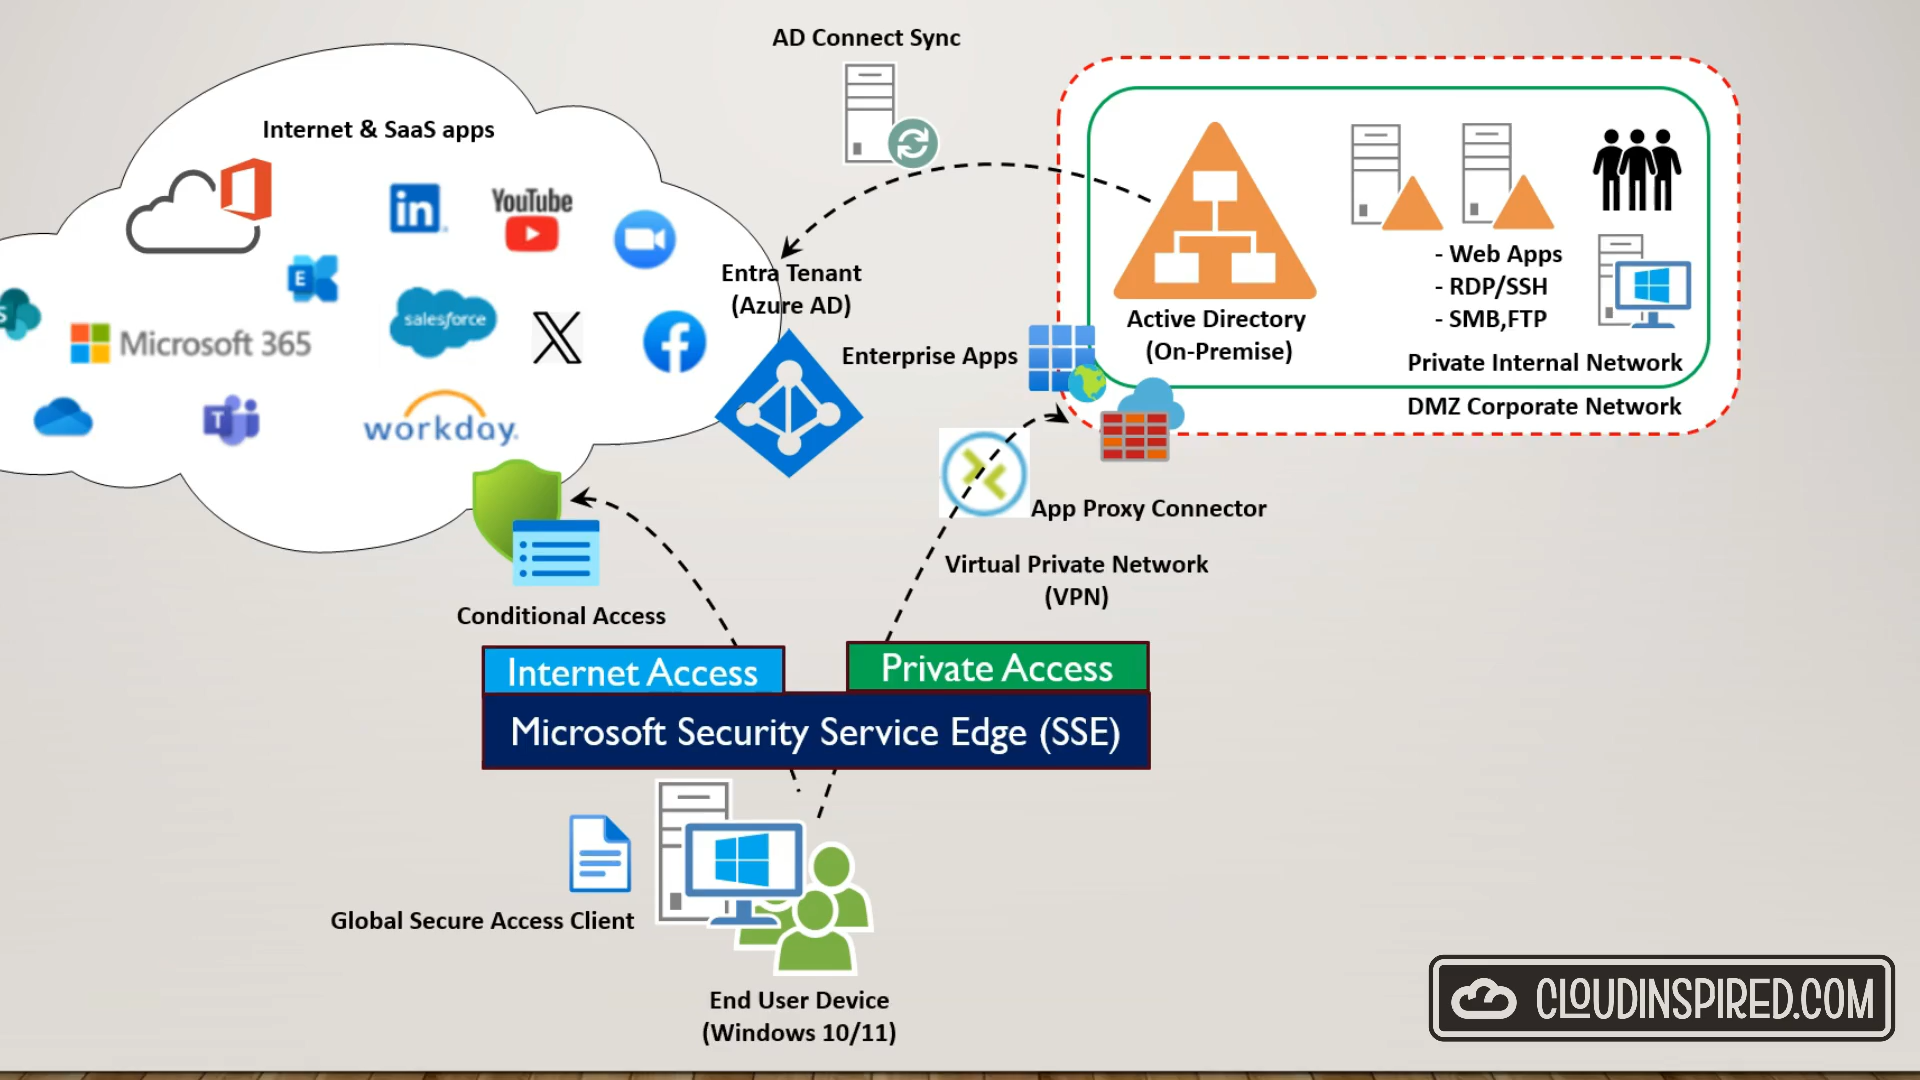 AD Connect Sync
Internet & SaaS apps
in
YouTube
E
S
salesforce
X
f
Microsoft 365
T
workday.
Entra Tenant
(Azure AD)
Enterprise Apps
Active Directory
(On-Premise)
- Web Apps
- RDP/SSH
- SMB,FTP
Private Internal Network
DMZ Corporate Network
App Proxy Connector
Virtual Private Network
(VPN)
Conditional Access
Internet Access
Private Access
Microsoft Security Service Edge (SSE)
Global Secure Access Client
End User Device
(Windows 10/11)
CLOUDINSPIRED.COM